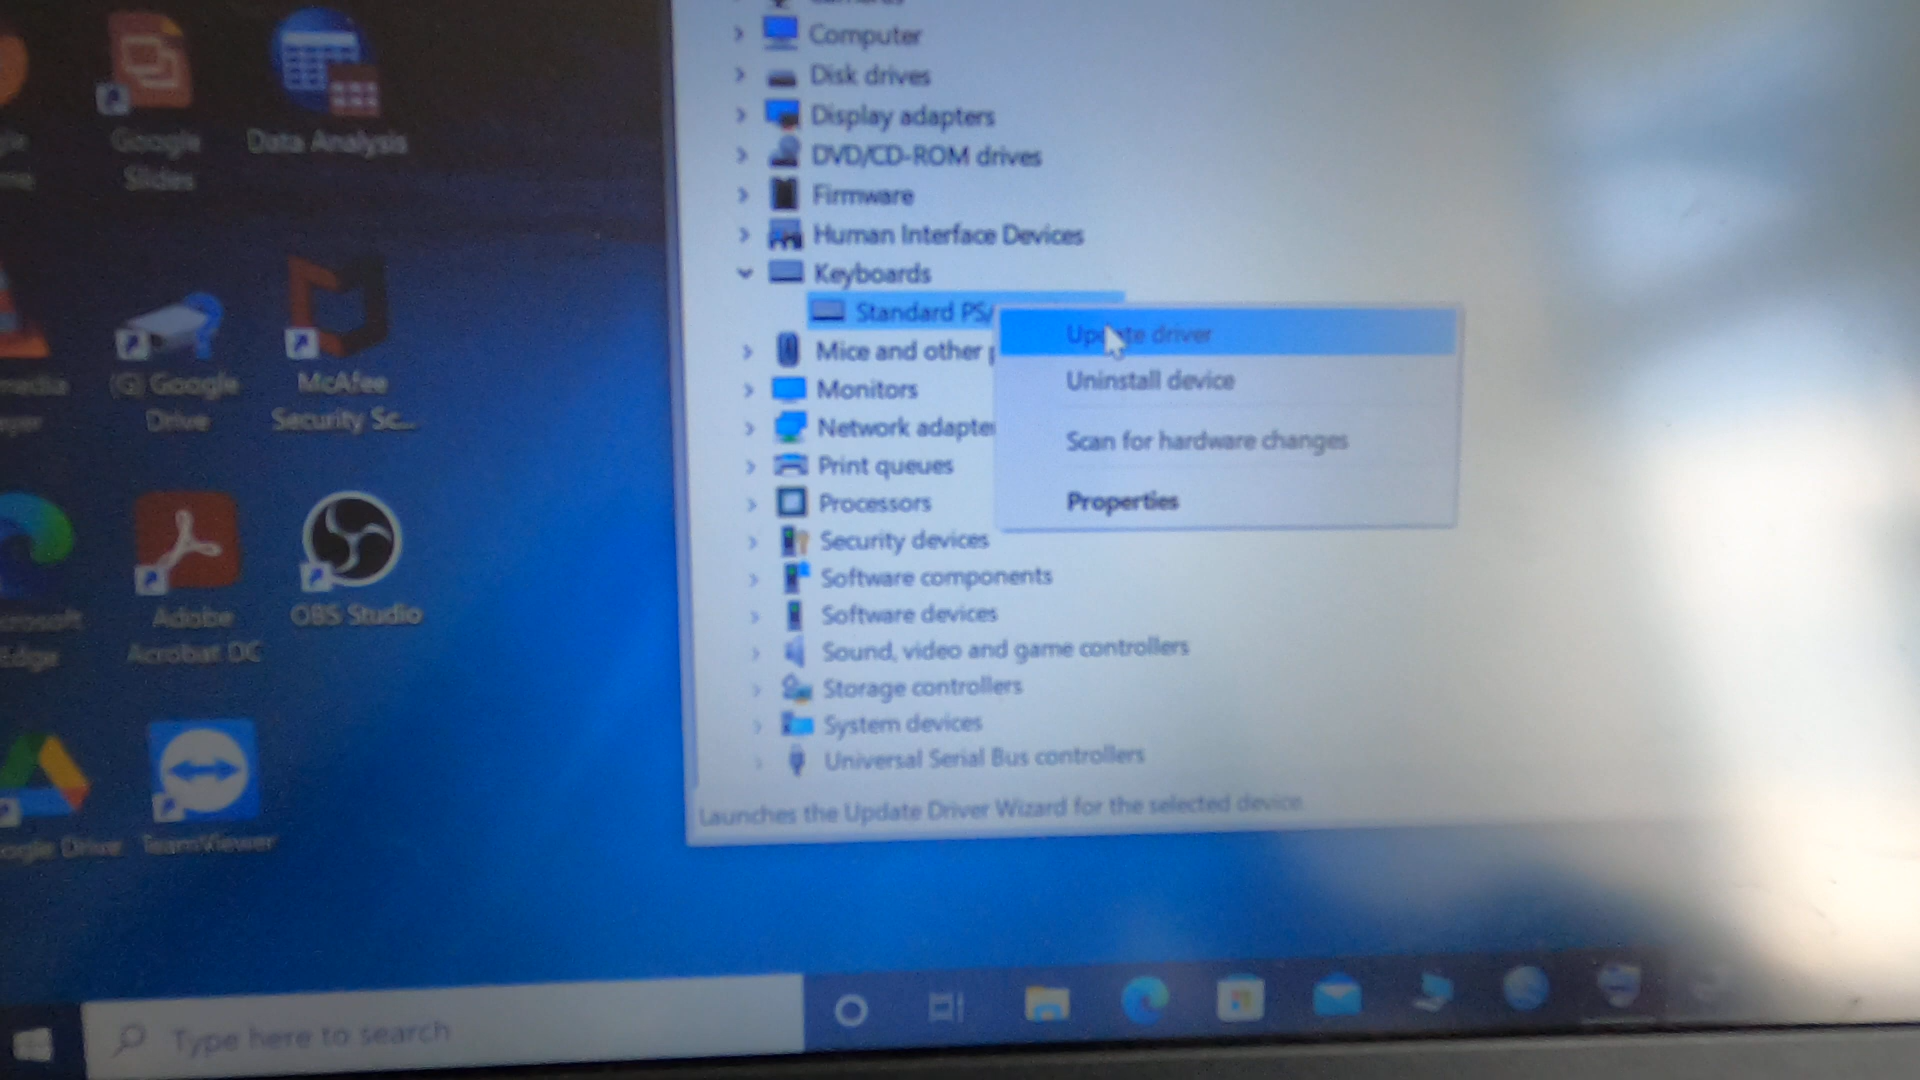 Computer
Disk drives
Display adapters
DVD/CD-ROM drives
Firmware
Human Interface Devices
Keyboards
Standard PS/
Mice and other
Monitors
Network adapter
Print queues
Processors
Security devices
Software components
Software devices
Sound, video and game controllers
Storage controllers
System devices
Universal Serial Bus controllers
Launches the Update Driver Wizard for the selected device.
Update driver
Uninstall device
Scan for hardware changes
Properties
Google
Slides
Data Analysis
(G) Google
Drive
McAfee
Security Sc...
Adobe
Acrobat DC
OBS Studio
Drive
TeamViewer
Type here to search